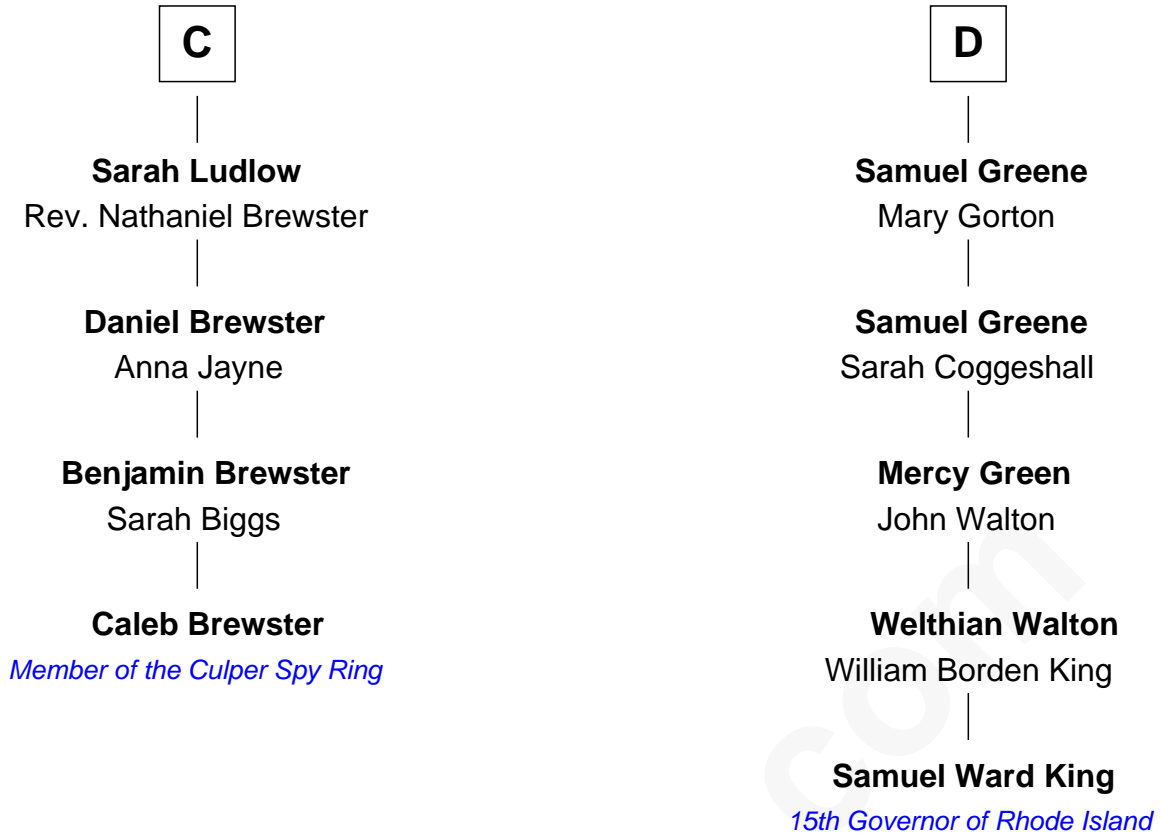 C
Sarah Ludlow
Rev. Nathaniel Brewster
Daniel Brewster
Anna Jayne
Benjamin Brewster
Sarah Biggs
Caleb Brewster
Member of the Culper Spy Ring
D
Samuel Greene
Mary Gorton
Samuel Greene
Sarah Coggeshall
Mercy Green
John Walton
Welthian Walton
William Borden King
Samuel Ward King
15th Governor of Rhode Island
com